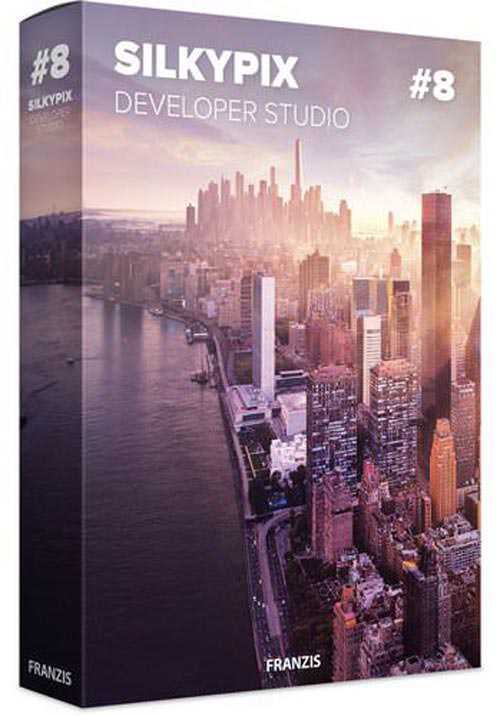 #8
SILKYPIX
DEVELOPER
STUDIO
FRANZIS
SILKYPIX
#8
DEVELOPER STUDIO
FRANZIS